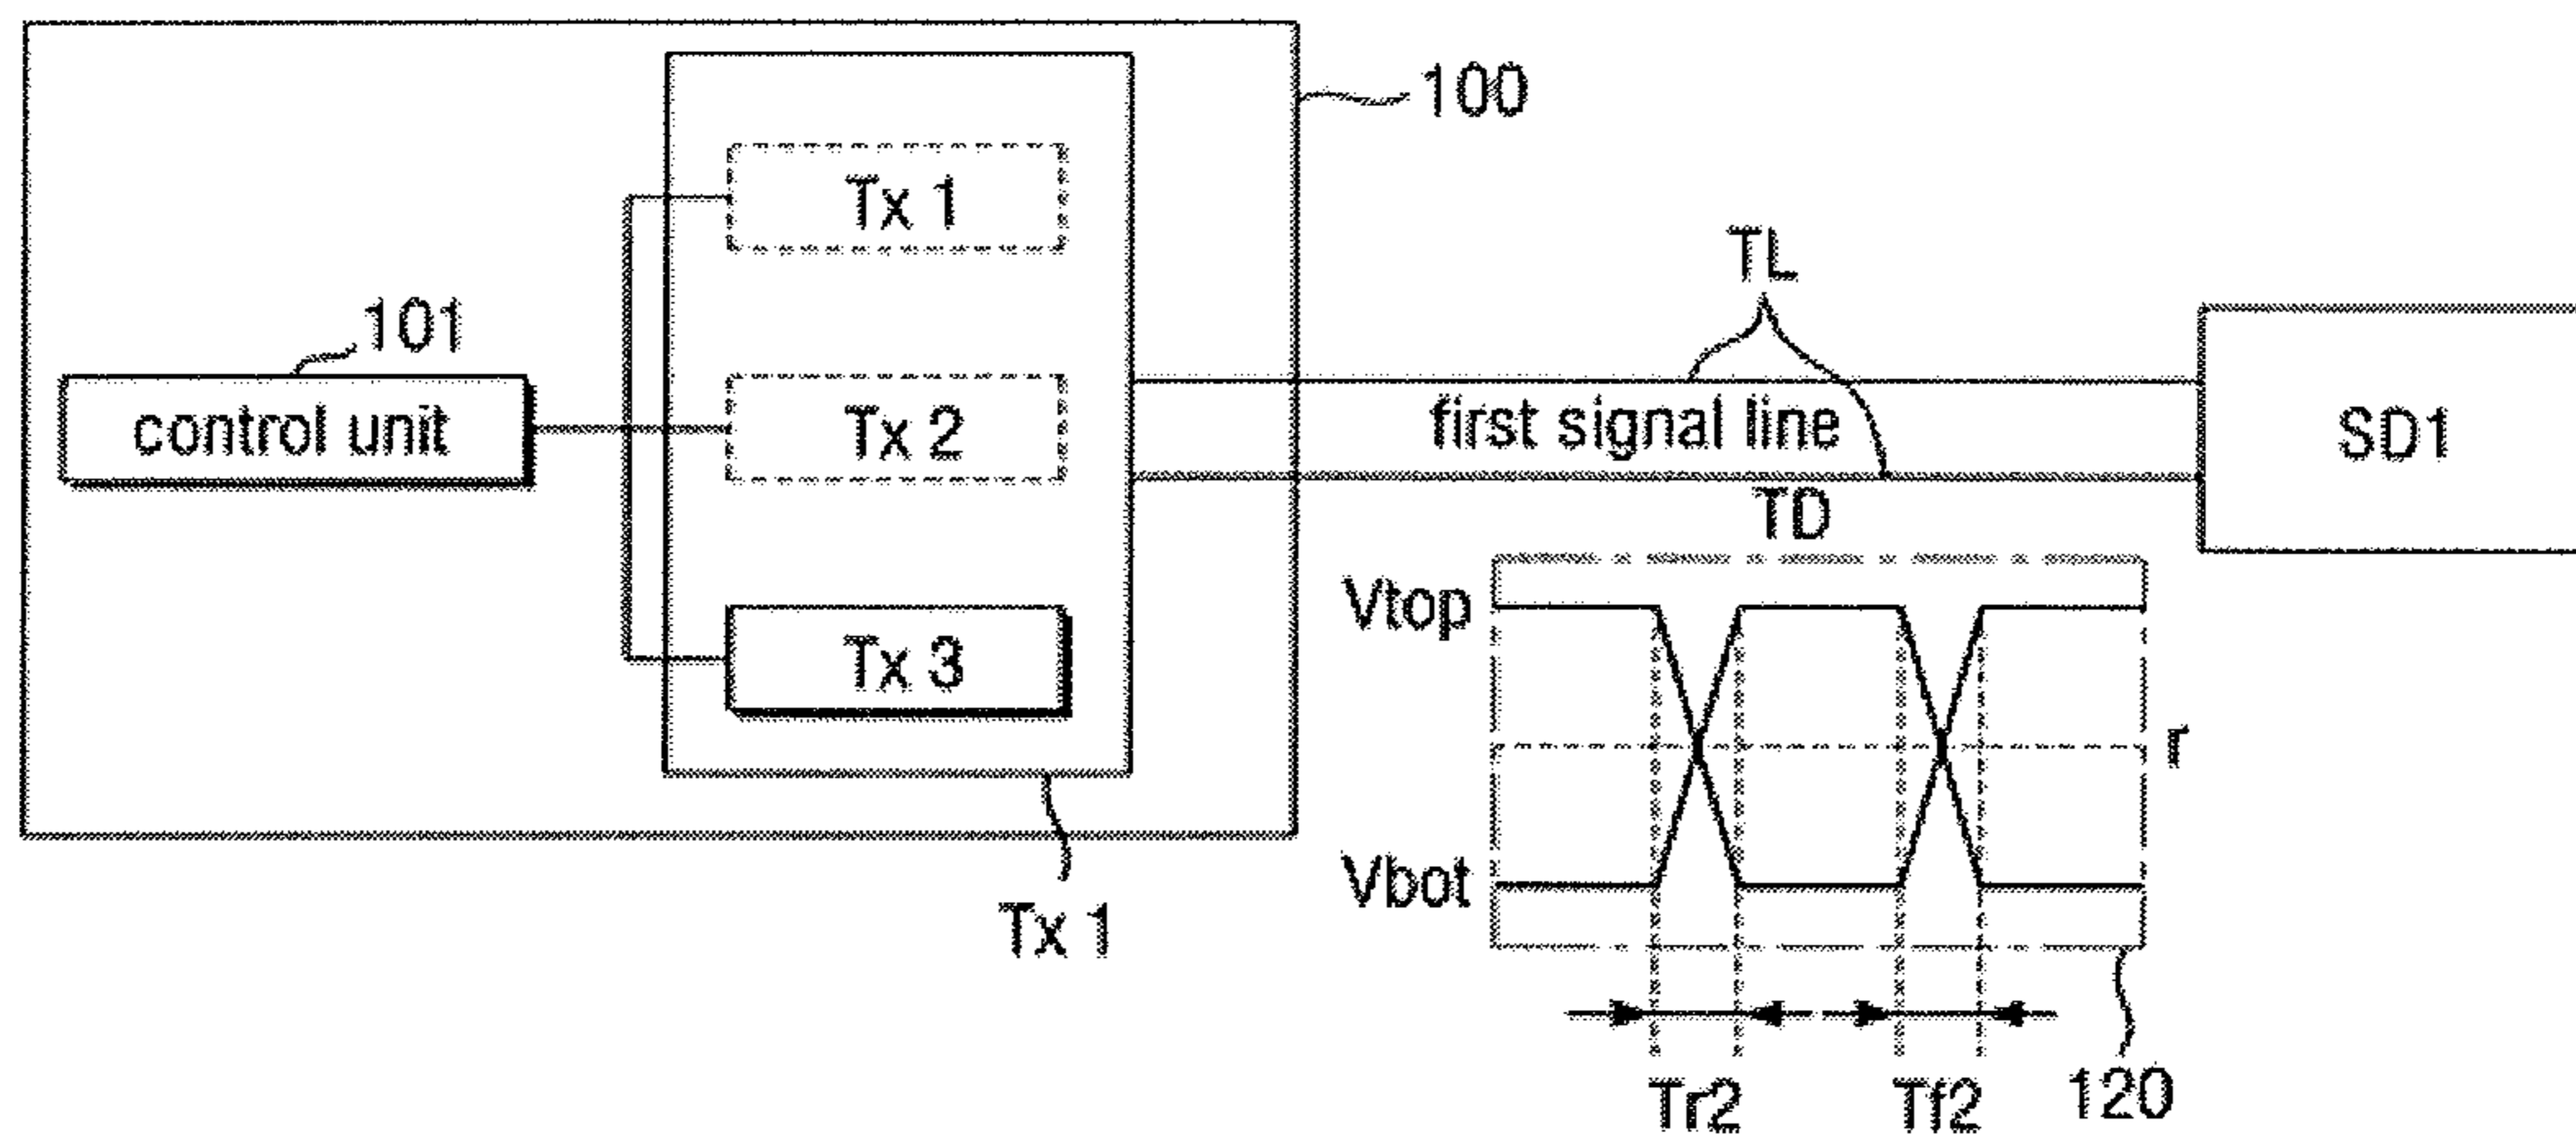 100
Tx 1
TL
101
control unit
Tx 2
first signal line
SD1
TD
Vtop
Tx 3
r
Vbot
Tx 1
Tr2
Tf2
120